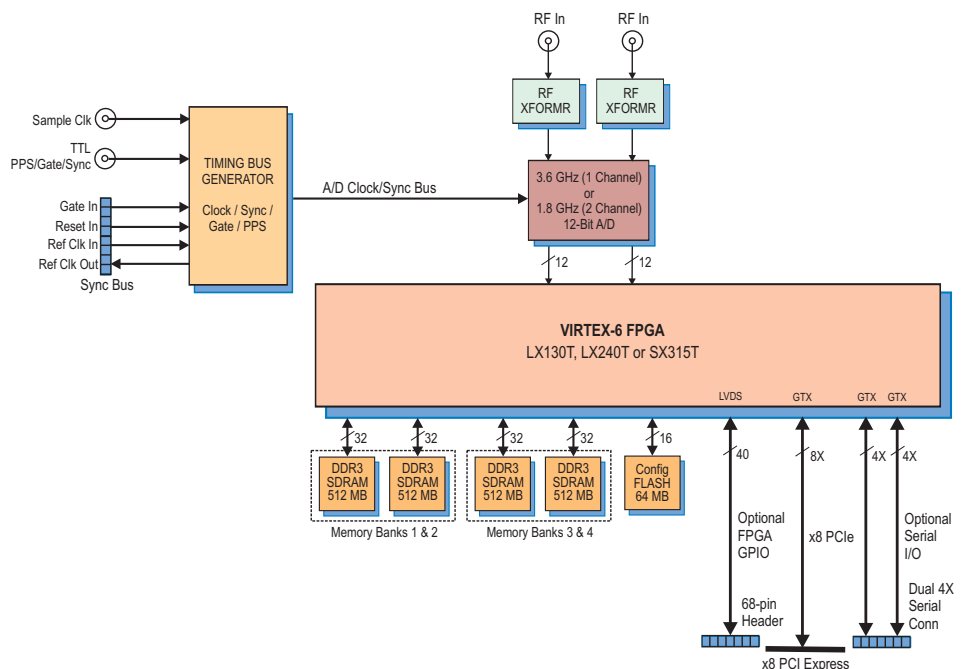 RF In
RF In
RF
XFORMR
RF
XFORMR
Sample Clk
TTL
PPS/Gate/Sync
TIMING BUS
GENERATOR
Clock / Sync /
Gate / PPS
A/D Clock/Sync Bus
3.6 GHz (1 Channel)
or
1.8 GHz (2 Channel)
12-Bit A/D
Gate In
Reset In
Ref Clk In
Ref Clk Out
Sync Bus
12
12
VIRTEX-6 FPGA
LX130T, LX240T or SX315T
LVDS
GTX
GTX
GTX
32
32
32
32
16
40
8X
4X
4X
DDR3
SDRAM
512 MB
DDR3
SDRAM
512 MB
DDR3
SDRAM
512 MB
DDR3
SDRAM
512 MB
Config
FLASH
64 MB
Memory Banks 1 & 2
Memory Banks 3 & 4
Optional
FPGA
GPIO
x8 PCIe
Optional
Serial
I/O
68-pin
Header
Dual 4X
Serial
Conn
x8 PCI Express